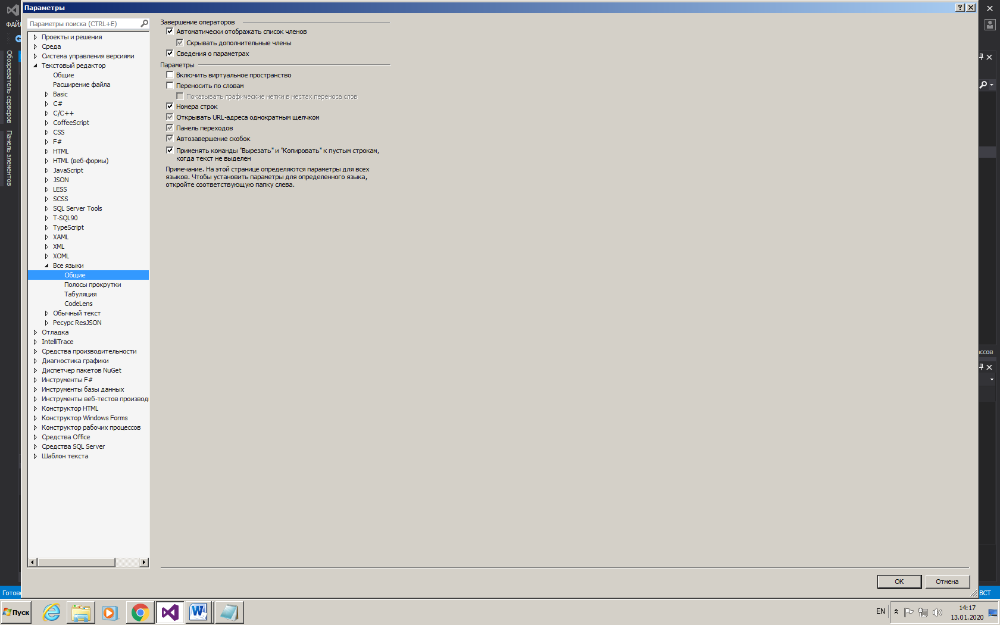 Параметры
ФАЙЛ
Параметры поиска (CTRL+E)
Обозреватель серверов
Панель элементов
Проекты и решения
Среда
Система управления версиями
Текстовый редактор
Общие
Расширение файла
Basic
C#
C/C++
CoffeeScript
CSS
F#
HTML
HTML (веб-формы)
JavaScript
JSON
LESS
SCSS
SQL Server Tools
T-SQL90
TypeScript
XAML
XML
XOML
Все языки
Общие
Полосы прокрутки
Табуляция
CodeLens
Обычный текст
Ресурс ResJSON
Отладка
IntelliTrace
Средства производительности
Диагностика графики
Диспетчер пакетов NuGet
Инструменты F#
Инструменты базы данных
Инструменты веб-тестов производ
Конструктор HTML
Конструктор Windows Forms
Конструктор рабочих процессов
Средства Office
Средства SQL Server
Шаблон текста
Завершение операторов
Автоматически отображать список членов
Скрывать дополнительные члены
Сведения о параметрах
Параметры
Включить виртуальное пространство
Переносить по словам
Показывать графические метки в местах переноса слов
Номера строк
Открывать URL-адреса однократным щелчком
Панель переходов
Автозавершение скобок
Применять команды "Вырезать" и "Копировать" к пустым строкам,
когда текст не выделен
Примечание. На этой странице определяются параметры для всех
языков. Чтобы установить параметры для определенного языка,
откройте соответствующую папку слева.
ссов
OK
Отмена
Готово
ВСТ
Пуск
EN
14:17
13.01.2020